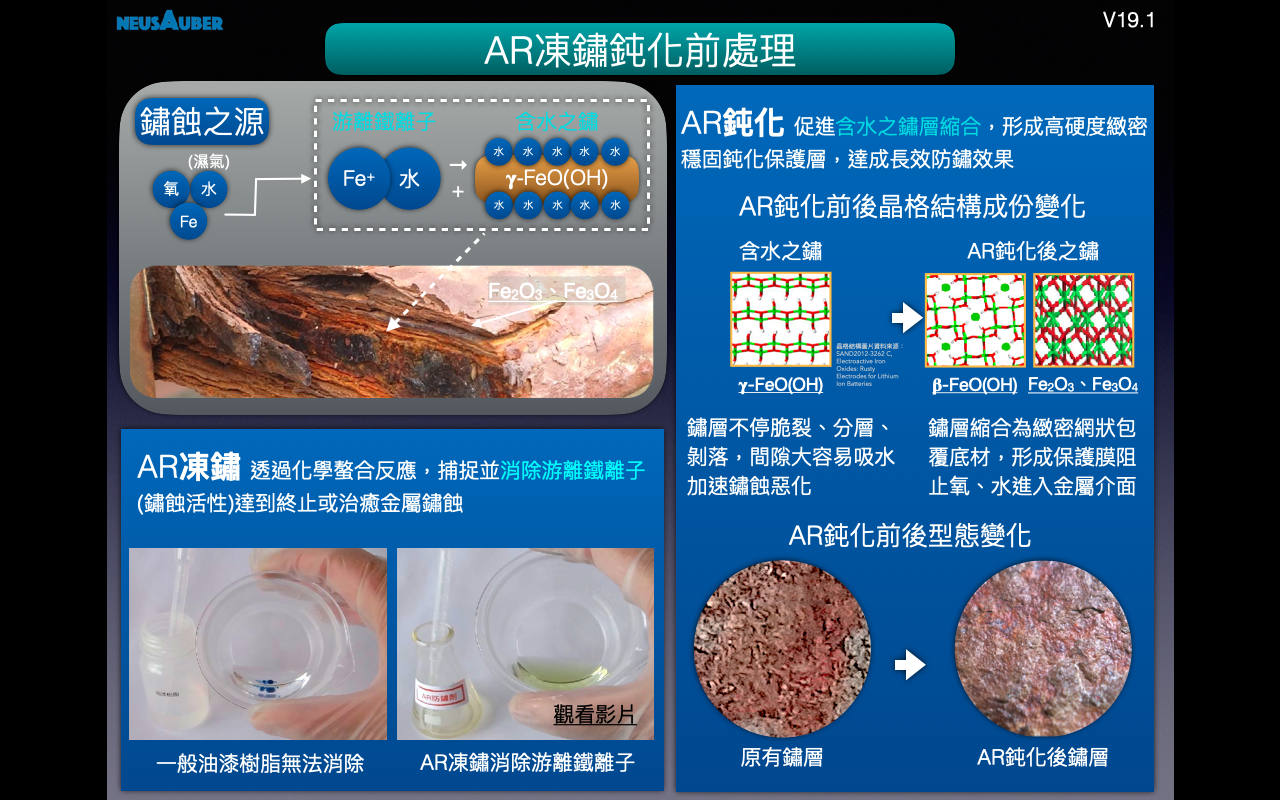 NEUSAUBER
V19.1
AR凍鏽鈍化前處理
鏽蝕之源
(濕氣)
氧
水
Fe
游離鐵離子
含水之鏽
Fe+
水
→
+
水 水 水 水 水
γ-FeO(OH)
水 水 水 水 水
Fe2O3、Fe3O4
AR凍鏽 透過化學螯合反應，捕捉並消除游離鐵離子
(鏽蝕活性)達到終止或治癒金屬鏽蝕
AR防鏽劑
觀看影片
一般油漆樹脂無法消除
AR凍鏽消除游離鐵離子
AR鈍化 促進含水之鏽層縮合，形成高硬度緻密
穩固鈍化保護層，達成長效防鏽效果
AR鈍化前後晶格結構成份變化
含水之鏽
AR鈍化後之鏽
晶格結構圖片資料來源：
SAND2012-3262 C,
Electroactive Iron
Oxides: Rusty
Electrodes for Lithium
Ion Batteries
γ-FeO(OH)
β-FeO(OH)
Fe2O3、Fe3O4
鏽層不停脆裂、分層、
剝落，間隙大容易吸水
加速鏽蝕惡化
鏽層縮合為緻密網狀包
覆底材，形成保護膜阻
止氧、水進入金屬介面
AR鈍化前後型態變化
原有鏽層
AR鈍化後鏽層